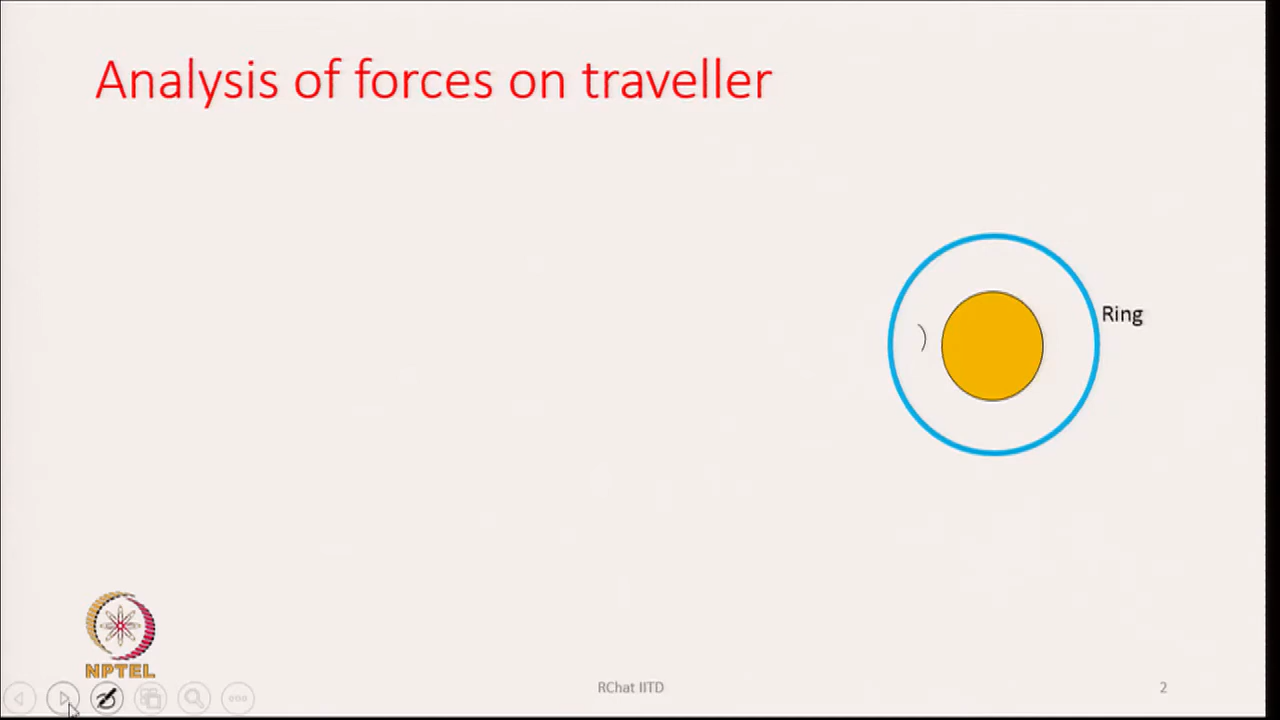 Analysis of forces on traveller
Ring
NPTEL
RChat IITD
2